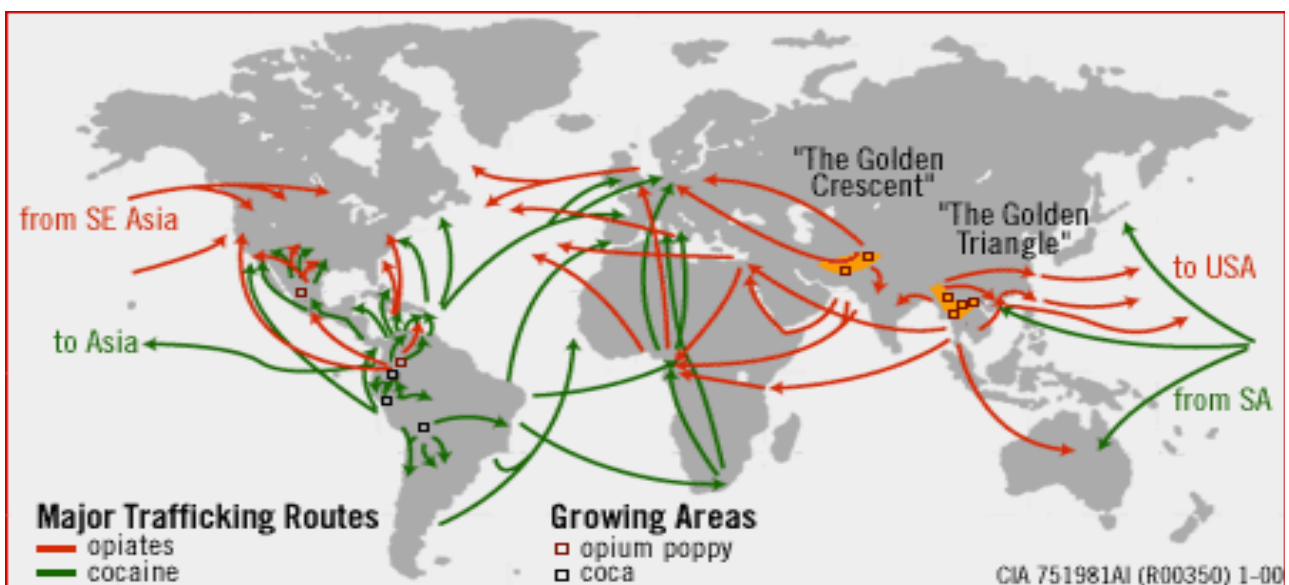 "The Golden
Crescent"
"The Golden
Triangle"
from SE Asia
to USA
to Asia
from SA
Major Trafficking Routes
opiates
cocaine
Growing Areas
opium poppy
coca
CIA 751981AI (R00350) 1-00